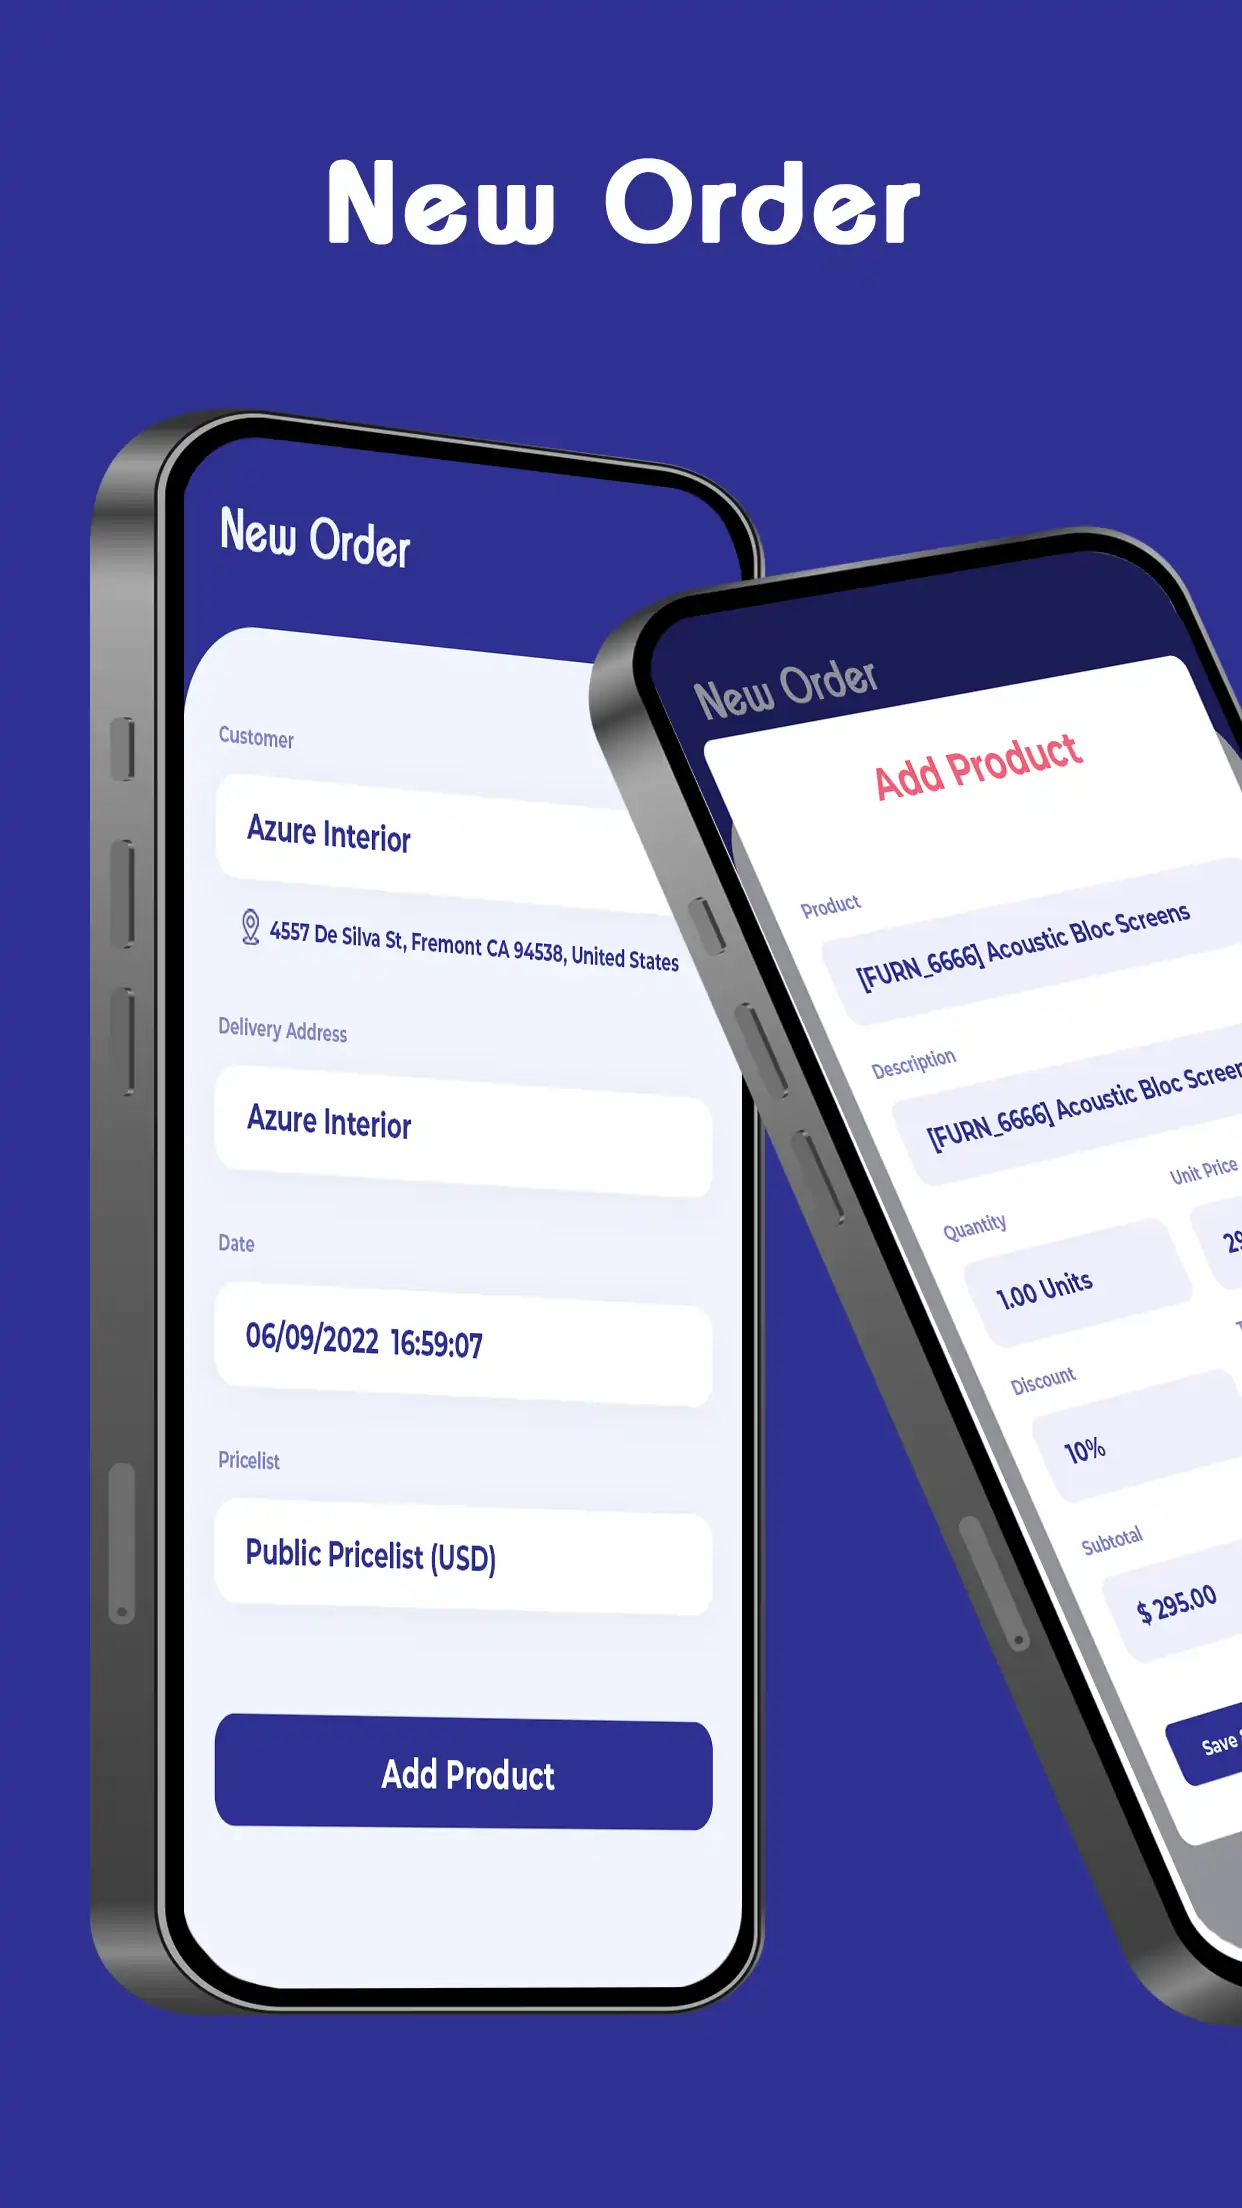 New Order
New Order
Customer
Azure Interior
4557 De Silva St, Fremont CA 94538, United States
Delivery Address
Azure Interior
Date
06/09/2022 16:59:07
Pricelist
Public Pricelist (USD)
Add Product
New Order
Add Product
Product
[FURN_6666] Acoustic Bloc Screens
Description
[FURN_6666] Acoustic Bloc
Quantity
Unit Price
1.00 Units
Discount
10%
Subtotal
$ 295.00
Save